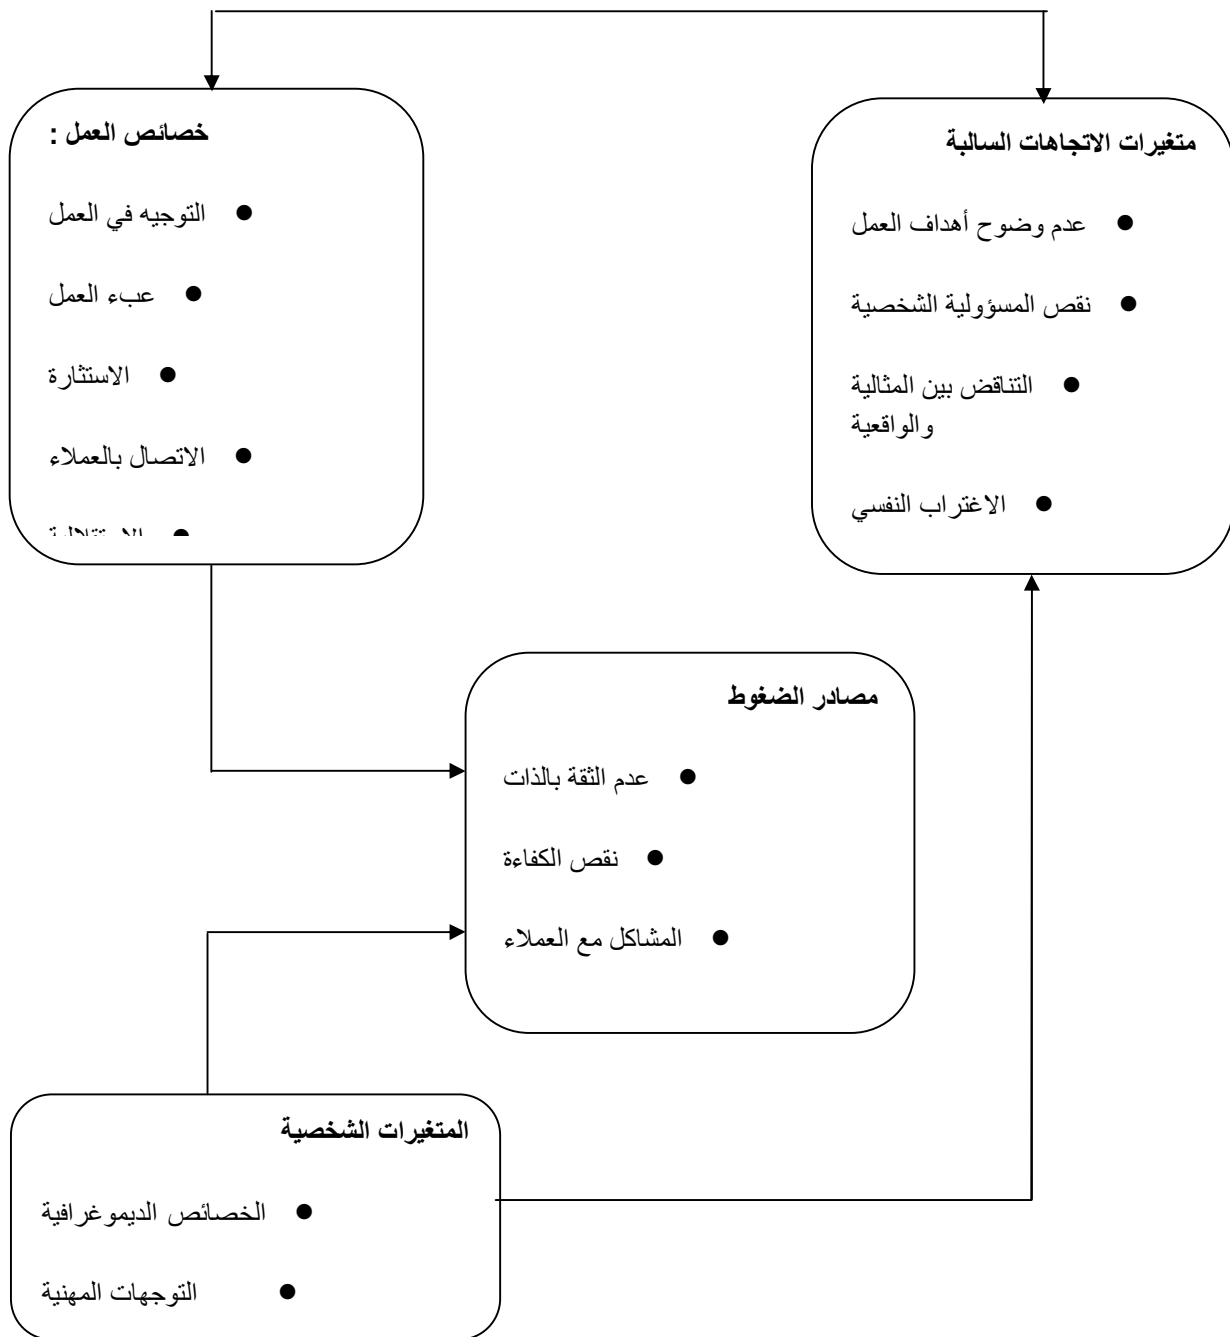 خصائص العمل :
● التوجيه في العمل
● عبء العمل
● الاستثارة
● الاتصال بالعملاء
متغيرات الاتجاهات السالبة
● عدم وضوح أهداف العمل
● نقص المسؤولية الشخصية
● التناقض بين المثالية
والواقعية
● الاغتراب النفسي
مصادر الضغوط
● عدم الثقة بالذات
● نقص الكفاءة
● المشاكل مع العملاء
المتغيرات الشخصية
● الخصائص الديموغرافية
● التوجهات المهنية